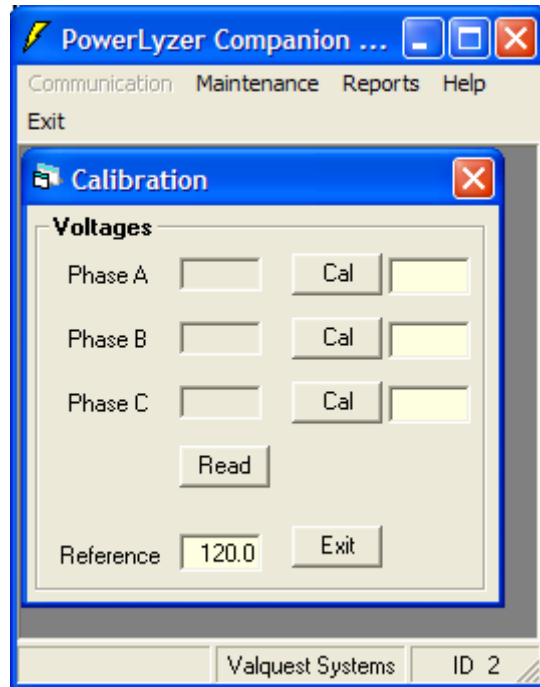 PowerLyzer Companion ...
Communication Maintenance Reports Help
Exit
Calibration
Voltages
Phase A Cal
Phase B Cal
Phase C Cal
Read
Reference 120.0 Exit
Valquest Systems ID 2